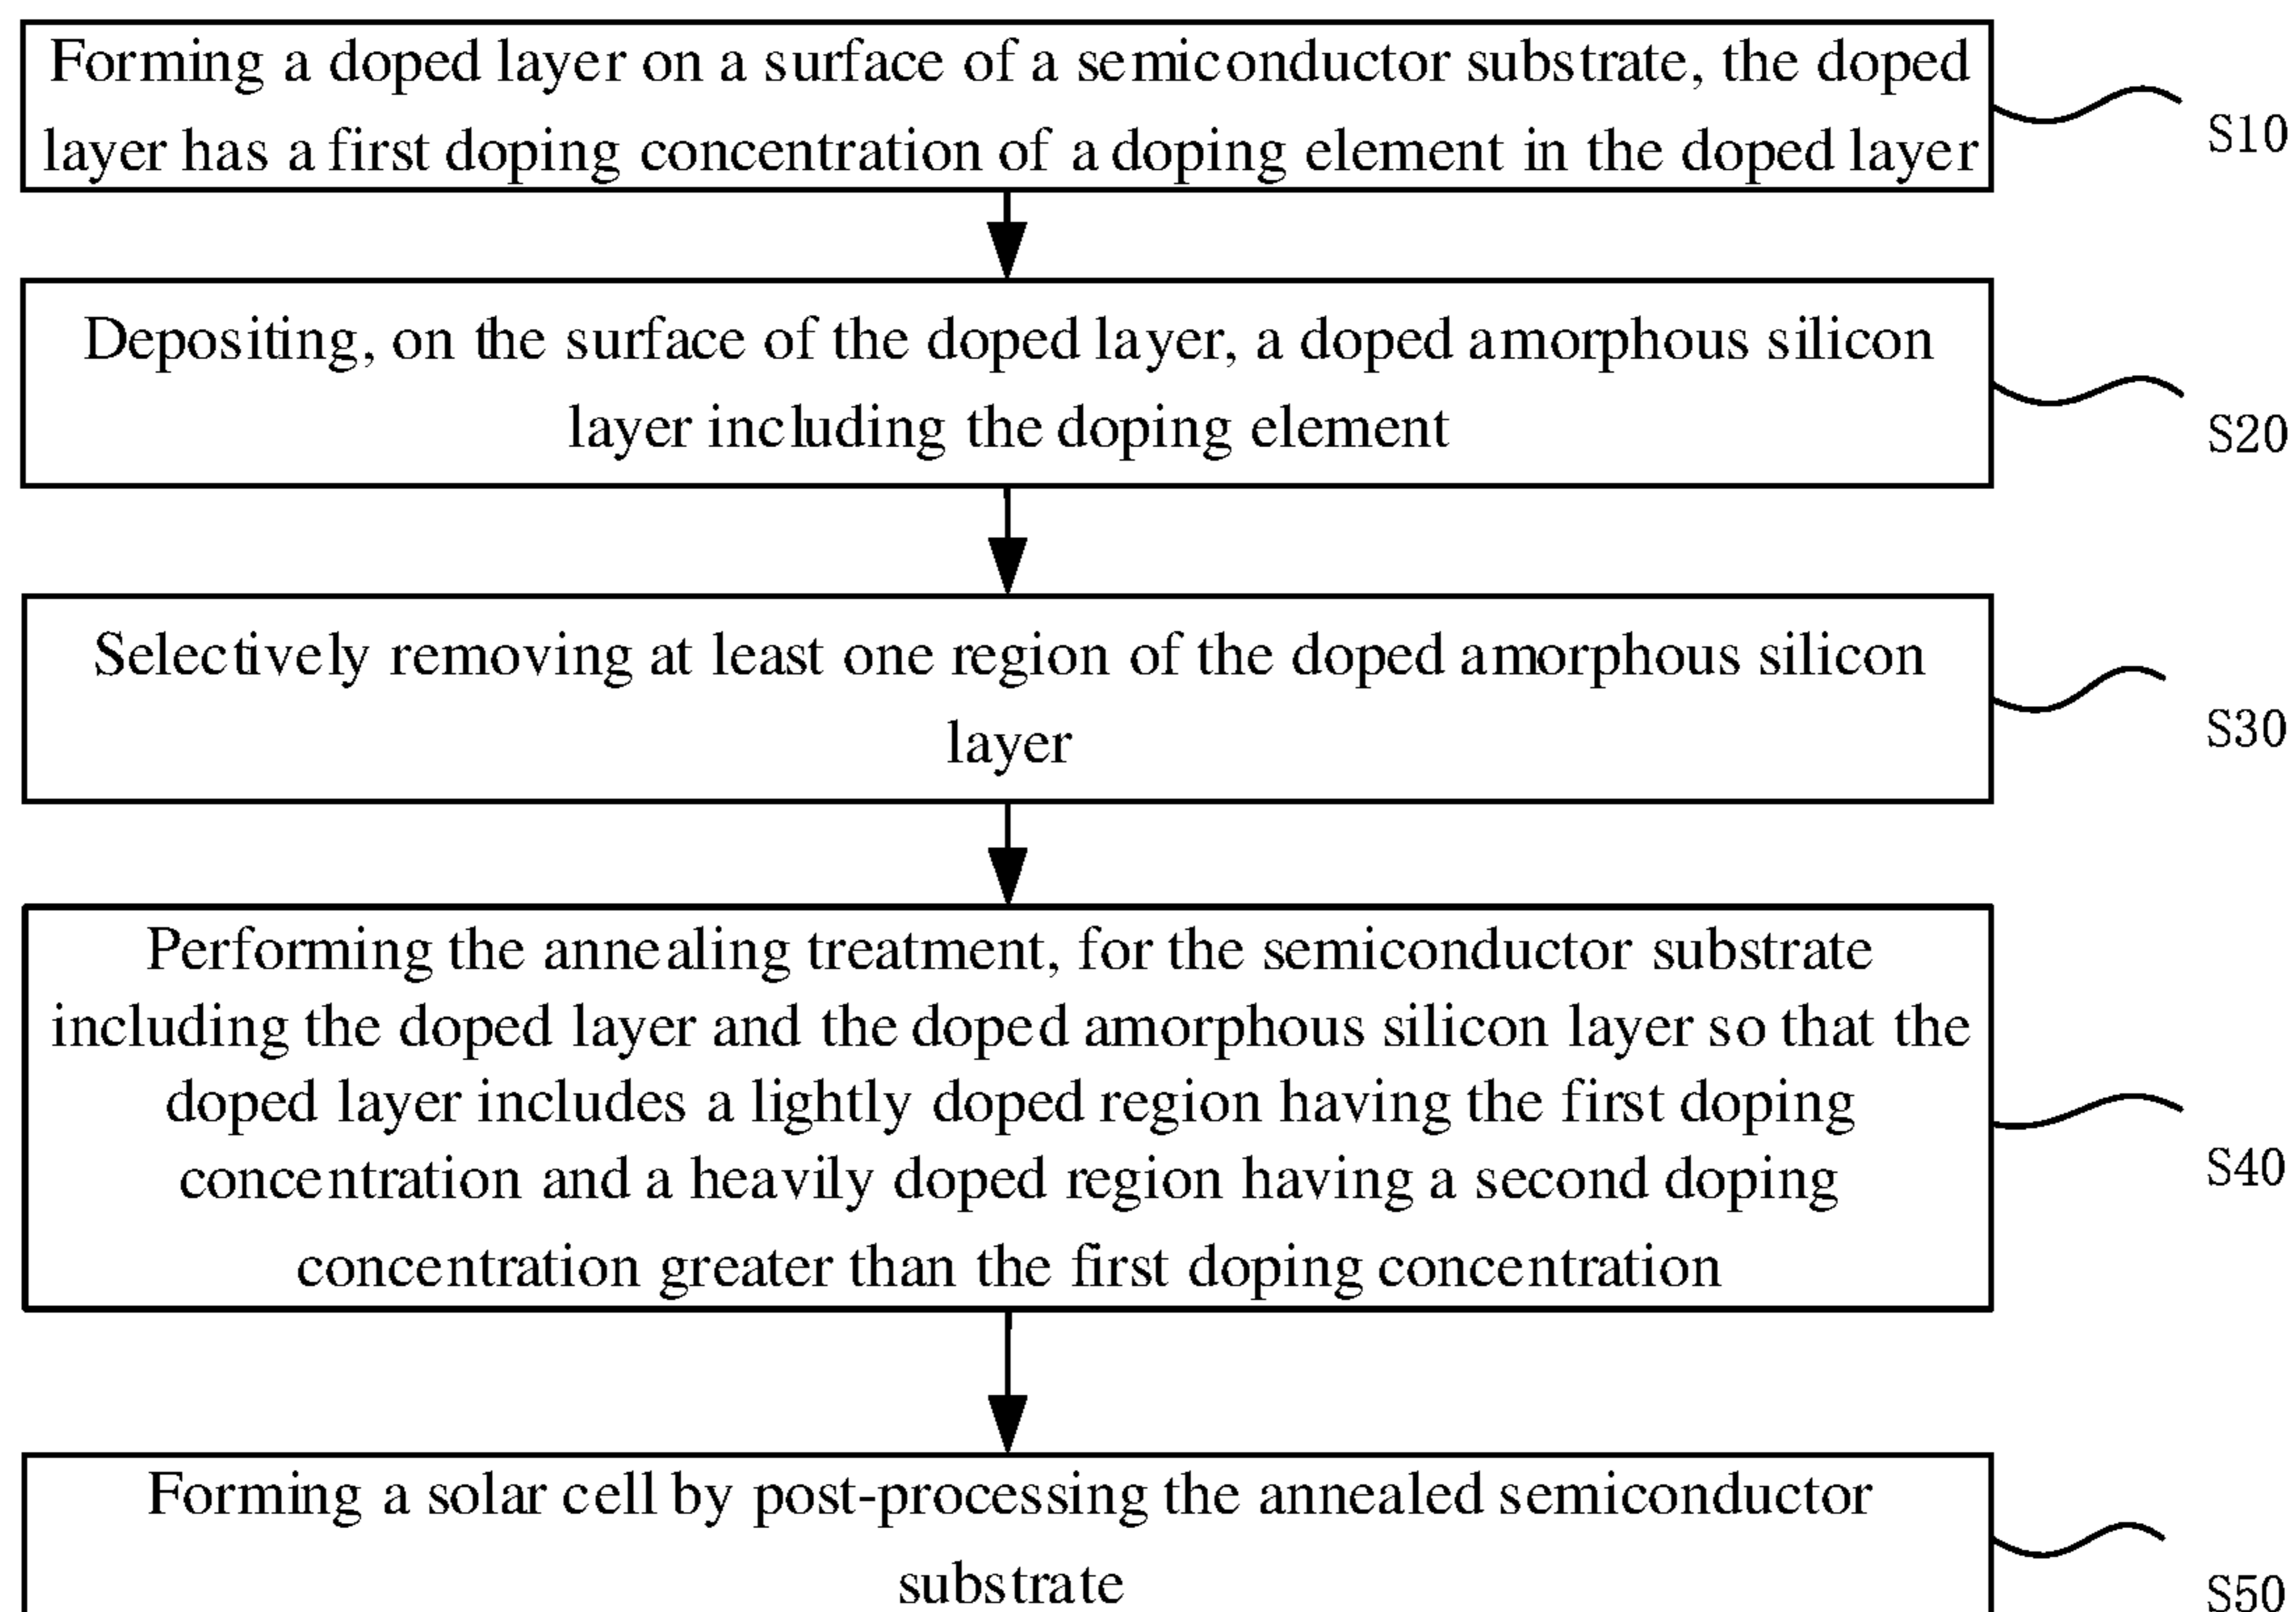 Forming a doped layer on a surface of a semiconductor substrate, the doped
layer has a first doping concentration of a doping element in the doped layer
S10
Depositing, on the surface of the doped layer, a doped amorphous silicon
layer including the doping element
S20
Selectively removing at least one region of the doped amorphous silicon
layer
S30
Performing the annealing treatment, for the semiconductor substrate
including the doped layer and the doped amorphous silicon layer so that the
doped layer includes a lightly doped region having the first doping
concentration and a heavily doped region having a second doping
concentration greater than the first doping concentration
S40
Forming a solar cell by post-processing the annealed semiconductor
substrate
S50